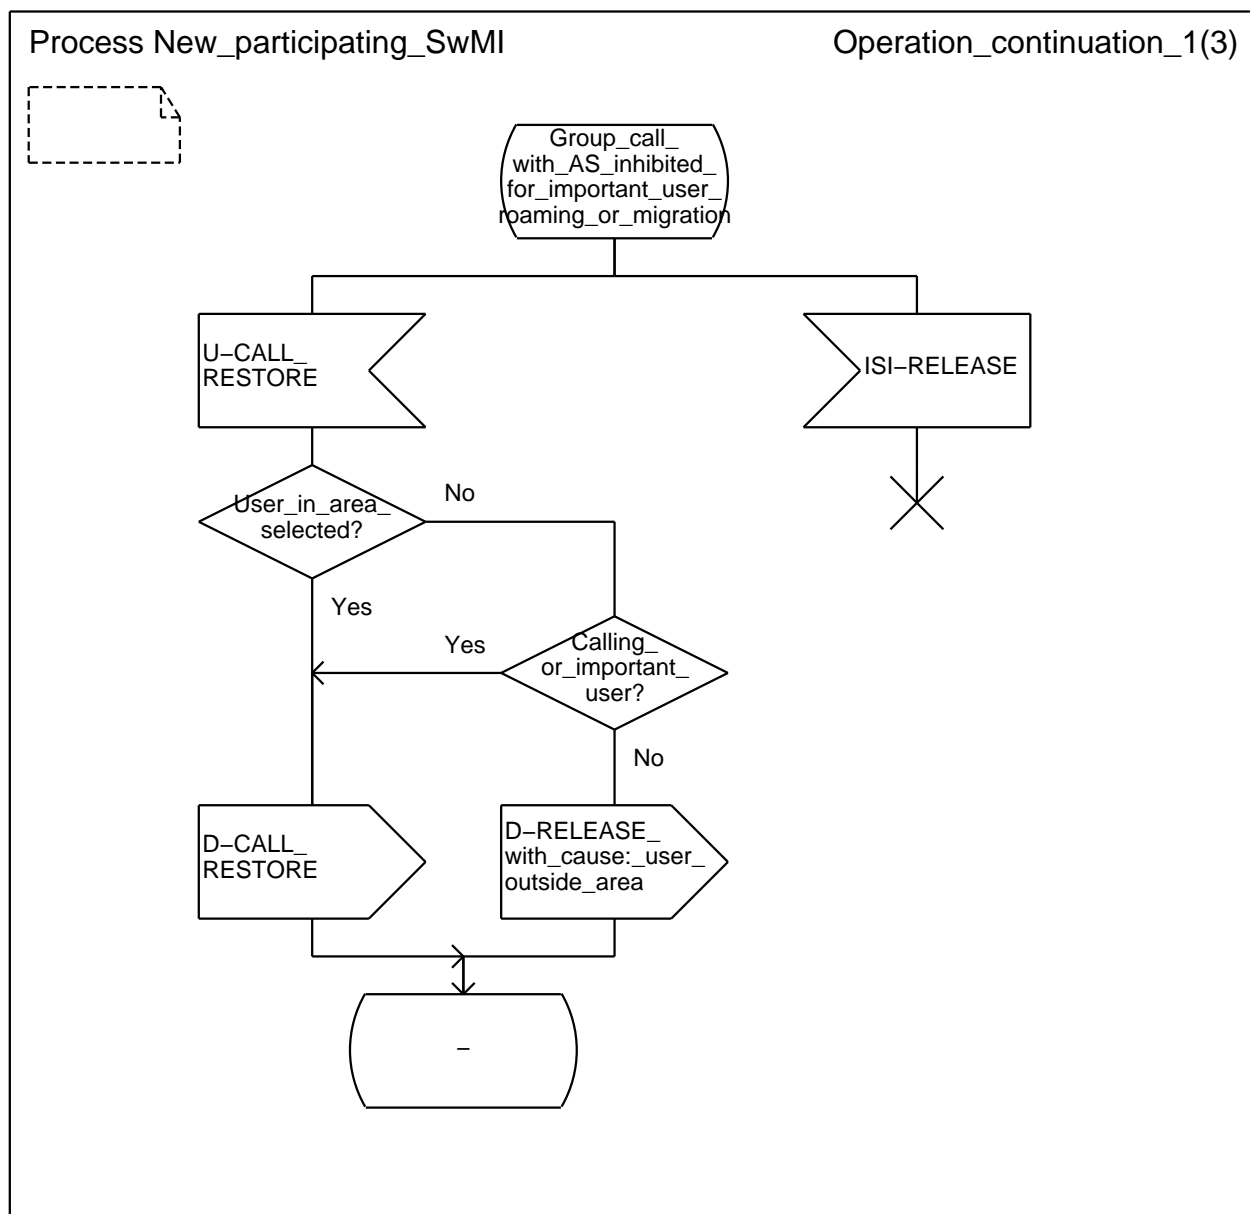 Process New_participating_SwMI
Operation_continuation_1(3)
Group_call_
with_AS_inhibited_
for_important_user_
roaming_or_migration
U−CALL_
RESTORE
ISI−RELEASE
User_in_area_
selected?
No
Yes
Yes
Calling_
or_important_
user?
No
D−CALL_
RESTORE
D−RELEASE_
with_cause:_user_
outside_area
−